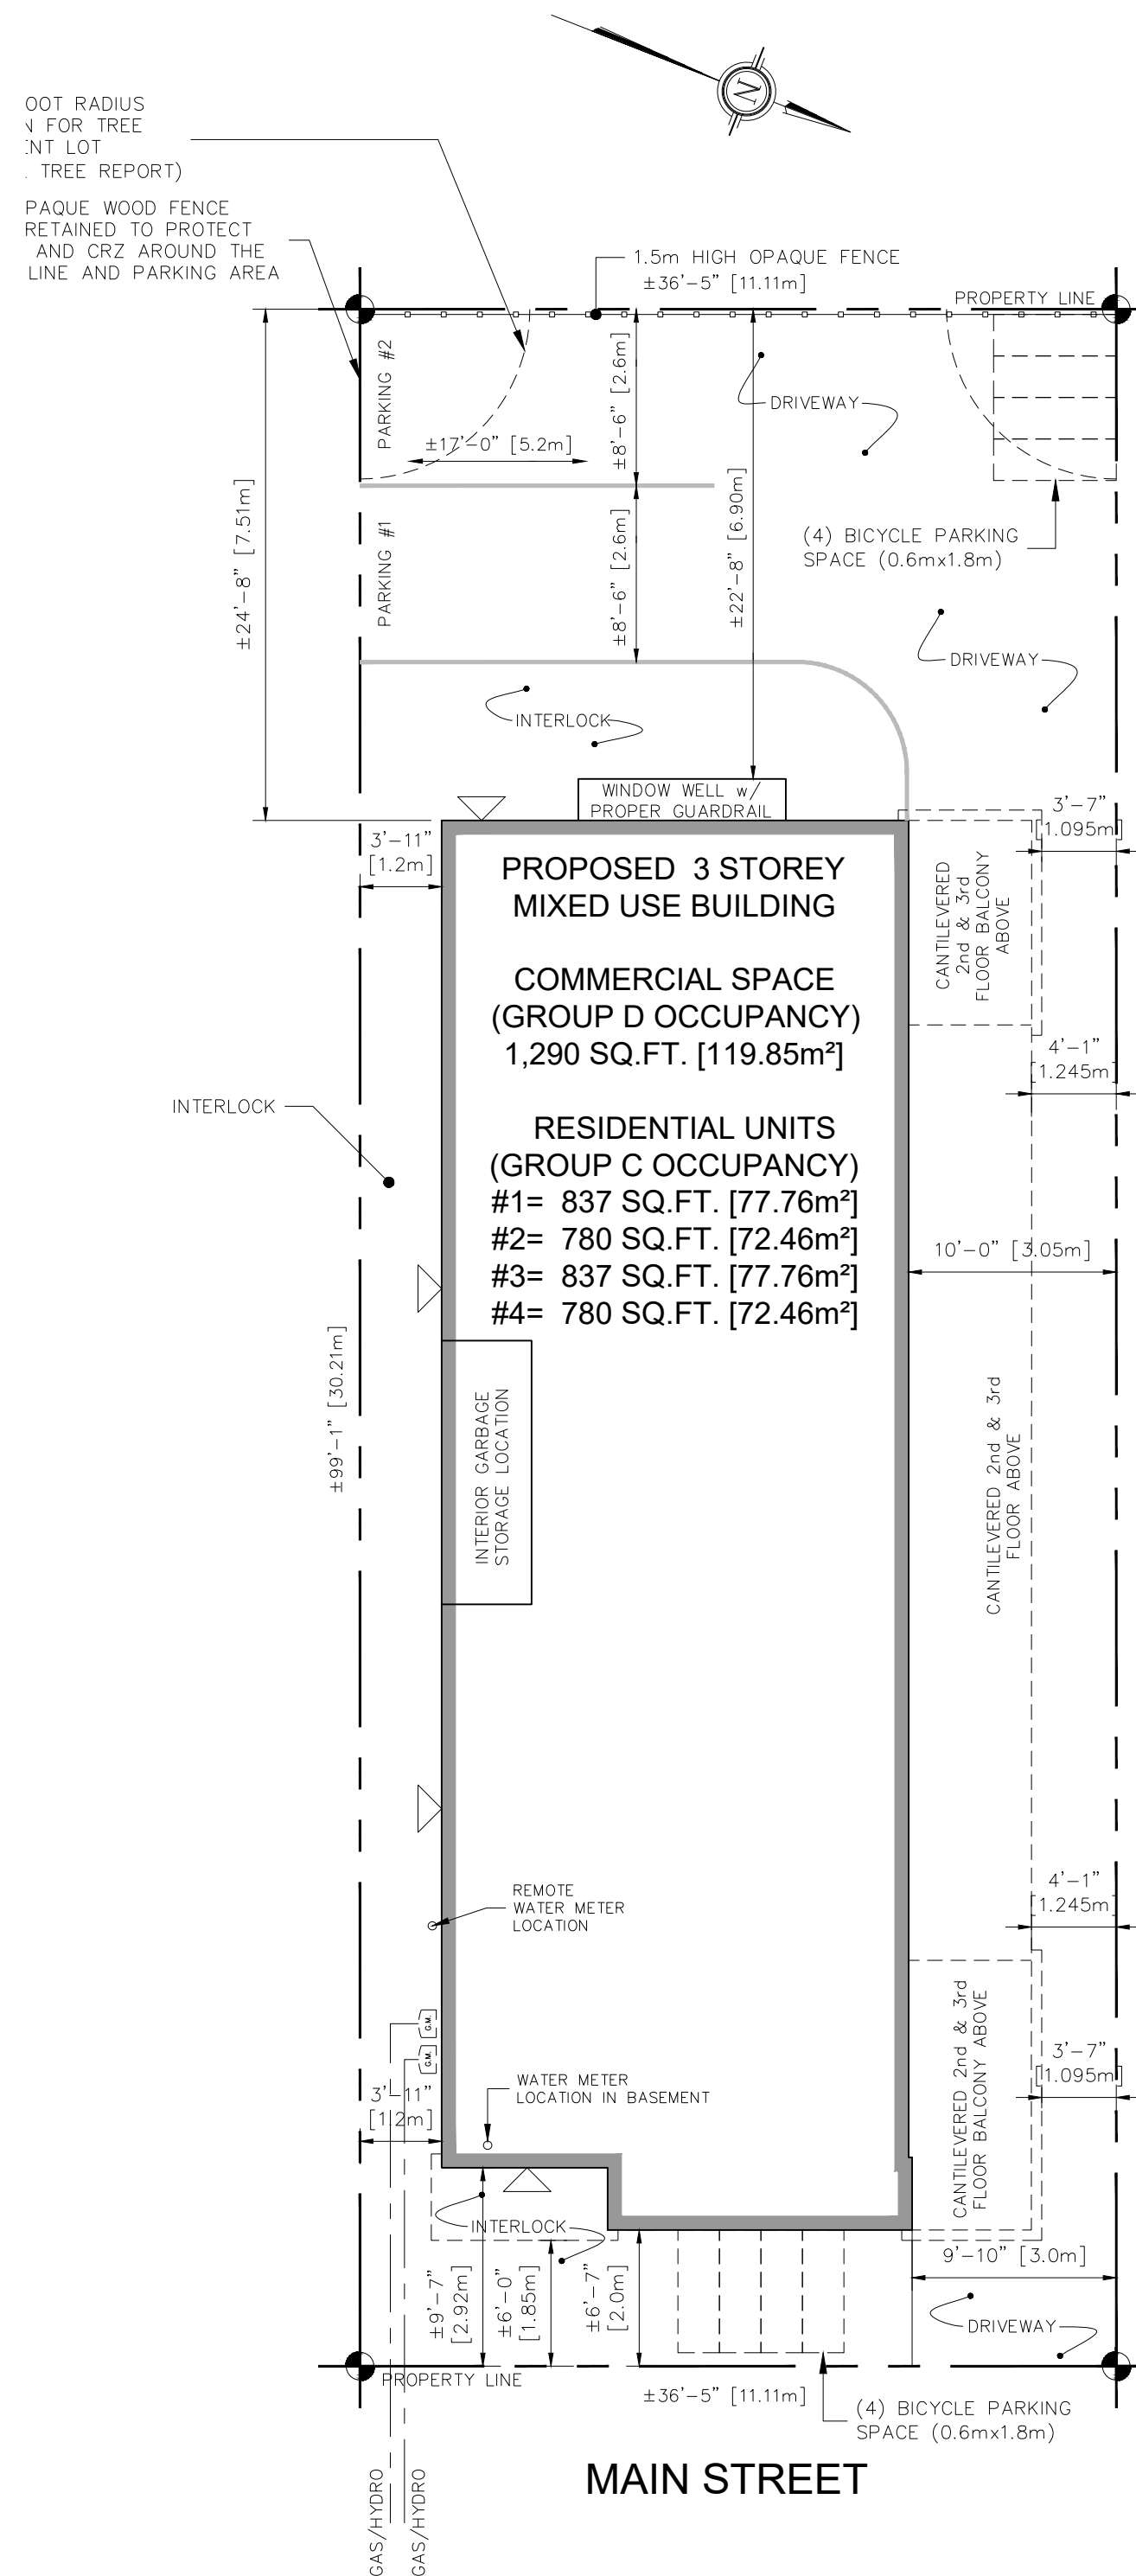 N
OOT RADIUS
N FOR TREE
ENT LOT
. TREE REPORT)
PAQUE WOOD FENCE
RETAINED TO PROTECT
AND CRZ AROUND THE
LINE AND PARKING AREA
1.5m HIGH OPAQUE FENCE
±36'-5" [11.11m]
PROPERTY LINE
PARKING #2
±17'-0" [5.2m]
±8'-6" [2.6m]
DRIVEWAY
±24'-8" [7.51m]
PARKING #1
±8'-6" [2.6m]
±22'-8" [6.90m]
(4) BICYCLE PARKING
SPACE (0.6mx1.8m)
DRIVEWAY
INTERLOCK
WINDOW WELL w/
PROPER GUARDRAIL
3'-7"
[1.095m]
3'-11"
[1.2m]
PROPOSED 3 STOREY
MIXED USE BUILDING
COMMERCIAL SPACE
(GROUP D OCCUPANCY)
1,290 SQ.FT. [119.85m²]
RESIDENTIAL UNITS
(GROUP C OCCUPANCY)
#1= 837 SQ.FT. [77.76m²]
#2= 780 SQ.FT. [72.46m²]
#3= 837 SQ.FT. [77.76m²]
#4= 780 SQ.FT. [72.46m²]
CANTILEVERED
2nd & 3rd
FLOOR BALCONY
ABOVE
4'-1"
[1.245m]
INTERLOCK
10'-0" [3.05m]
±99'-1" [30.21m]
INTERIOR GARBAGE
STORAGE LOCATION
CANTILEVERED 2nd & 3rd
FLOOR ABOVE
REMOTE
WATER METER
LOCATION
4'-1"
[1.245m]
G.M.
G.M.
WATER METER
LOCATION IN BASEMENT
3'-11"
[1.2m]
CANTILEVERED 2nd & 3rd
FLOOR BALCONY ABOVE
3'-7"
[1.095m]
INTERLOCK
±9'-7"
[2.92m]
±6'-0"
[1.85m]
±6'-7"
[2.0m]
9'-10" [3.0m]
DRIVEWAY
PROPERTY LINE
±36'-5" [11.11m]
(4) BICYCLE PARKING
SPACE (0.6mx1.8m)
MAIN STREET
GAS/HYDRO
GAS/HYDRO